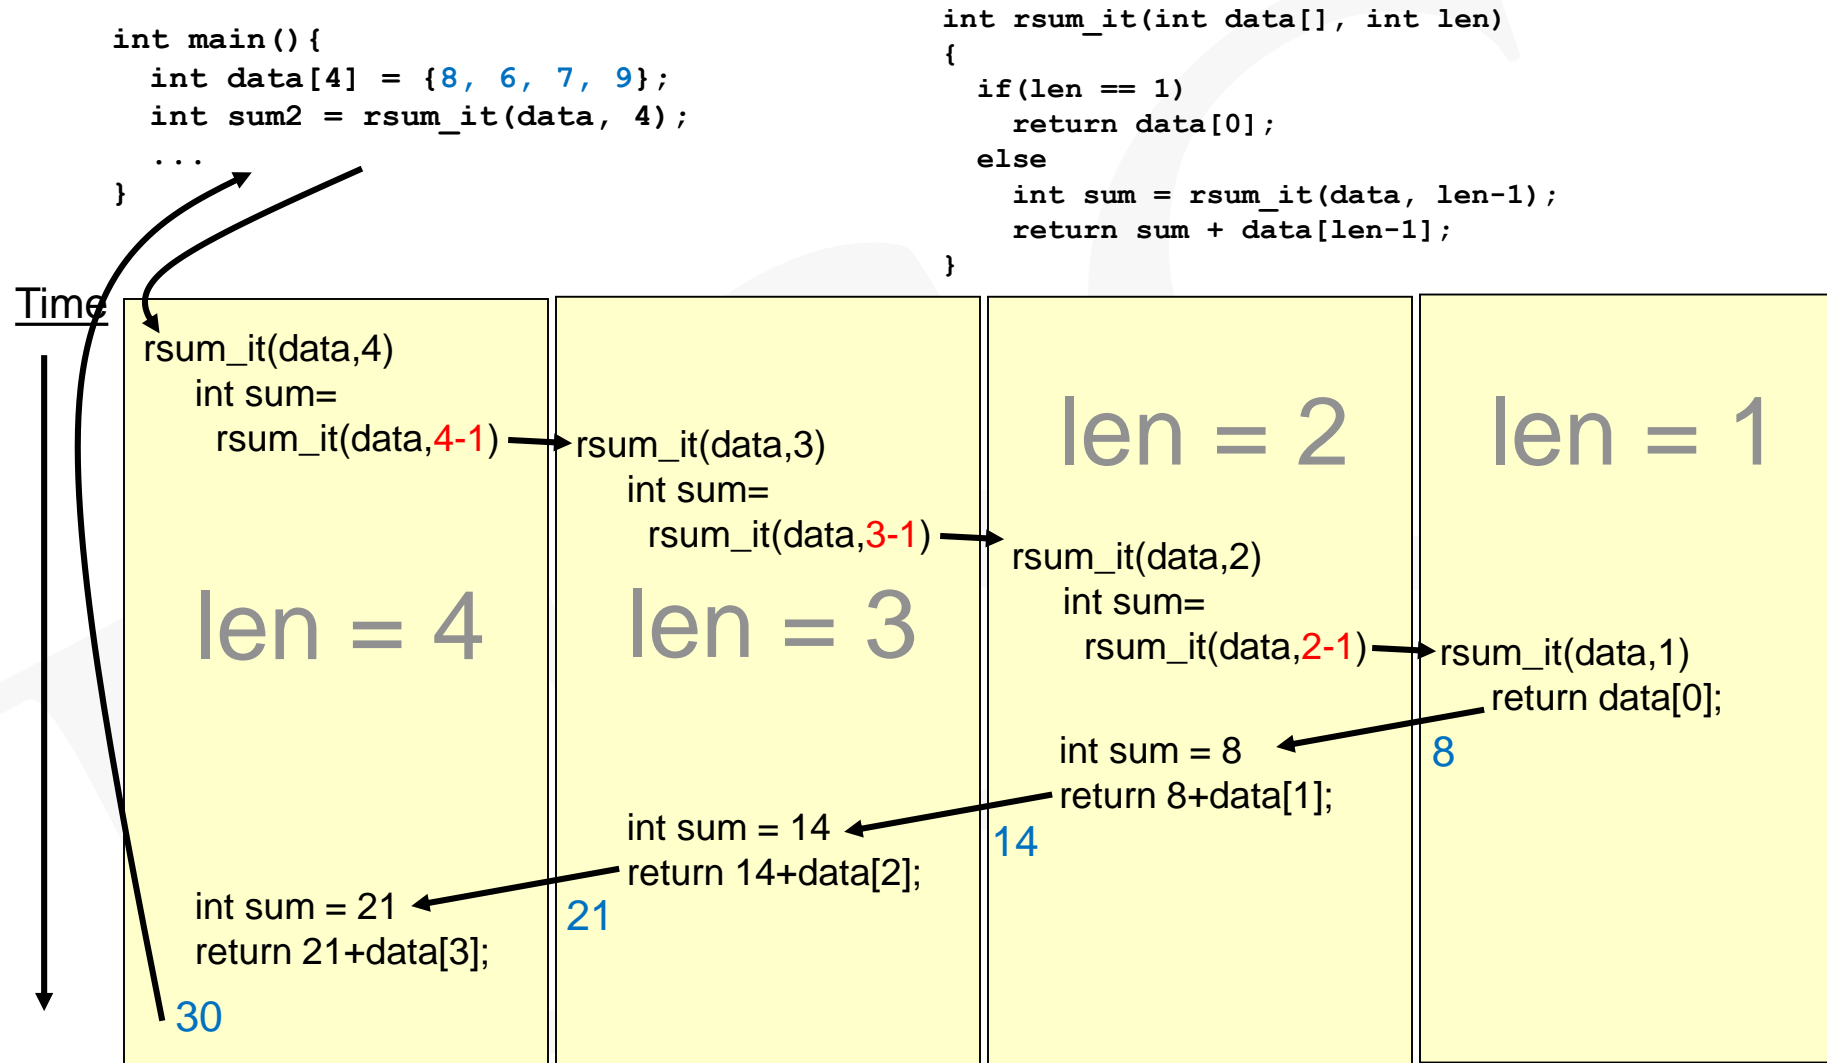 int main(){
int data[4] = {8, 6, 7, 9};
int sum2 = rsum_it(data, 4);
...
}
int rsum_it(int data[], int len)
{
if(len == 1)
return data[0];
else
int sum = rsum_it(data, len-1);
return sum + data[len-1];
}
Time
rsum_it(data,4)
int sum=
rsum_it(data,4-1)
len = 4
int sum = 21
return 21+data[3];
30
rsum_it(data,3)
int sum=
rsum_it(data,3-1)
len = 3
int sum = 14
return 14+data[2];
21
len = 2
rsum_it(data,2)
int sum=
rsum_it(data,2-1)
int sum = 8
return 8+data[1];
14
len = 1
rsum_it(data,1)
return data[0];
8